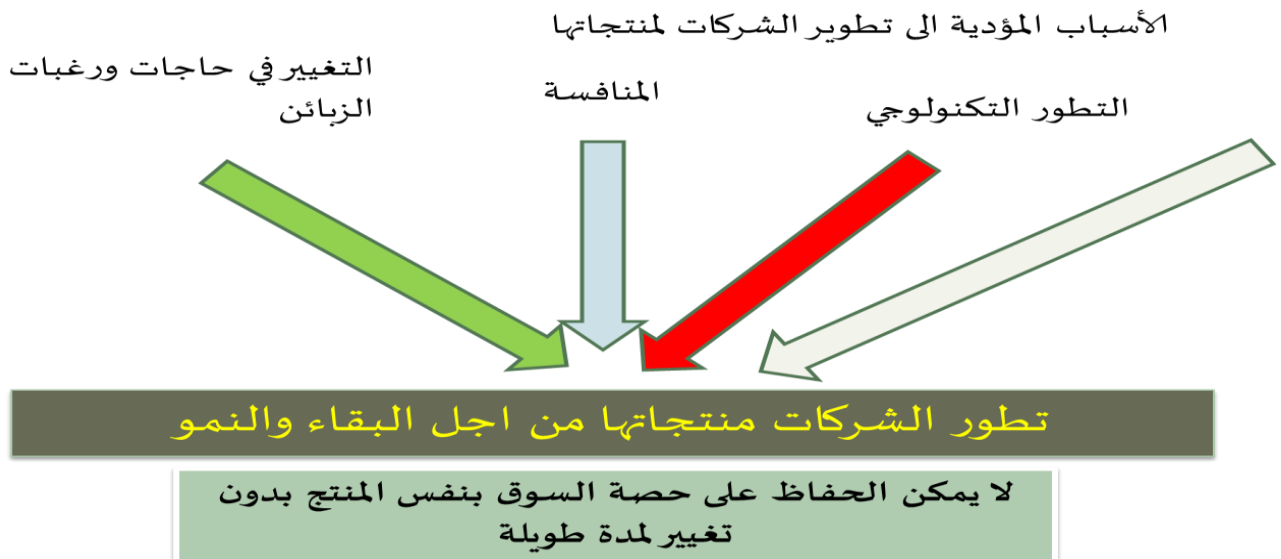 الأسباب المؤدية الى تطوير الشركات لمنتجاتها
التطور التكنولوجي
المنافسة
التغيير في حاجات ورغبات
الزبائن
تطور الشركات منتجاتها من اجل البقاء والنمو
لا يمكن الحفاظ على حصة السوق بنفس المنتج بدون
تغيير لمدة طويلة